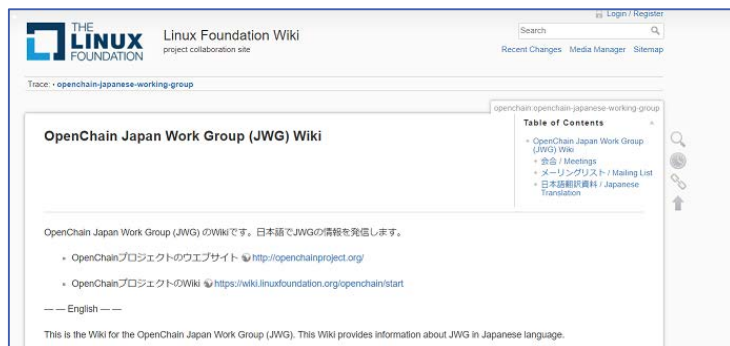 Login / Register
THE
LINUX
FOUNDATION
Linux Foundation Wiki
project collaboration site
Search
Recent Changes Media Manager Sitemap
Trace: • openchain-japanese-working-group
openchain:openchain-japanese-working-group
OpenChain Japan Work Group (JWG) Wiki
Table of Contents
OpenChain Japan Work Group
(JWG) Wiki
会合 / Meetings
メーリングリスト / Mailing List
日本語翻訳資料 / Japanese
Translation
OpenChain Japan Work Group (JWG) のWikiです。日本語でJWGの情報を発信します。
OpenChainプロジェクトのウエブサイト http://openchainproject.org/
OpenChainプロジェクトのWiki https://wiki.linuxfoundation.org/openchain/start
— — English — —
This is the Wiki for the OpenChain Japan Work Group (JWG). This Wiki provides information about JWG in Japanese language.